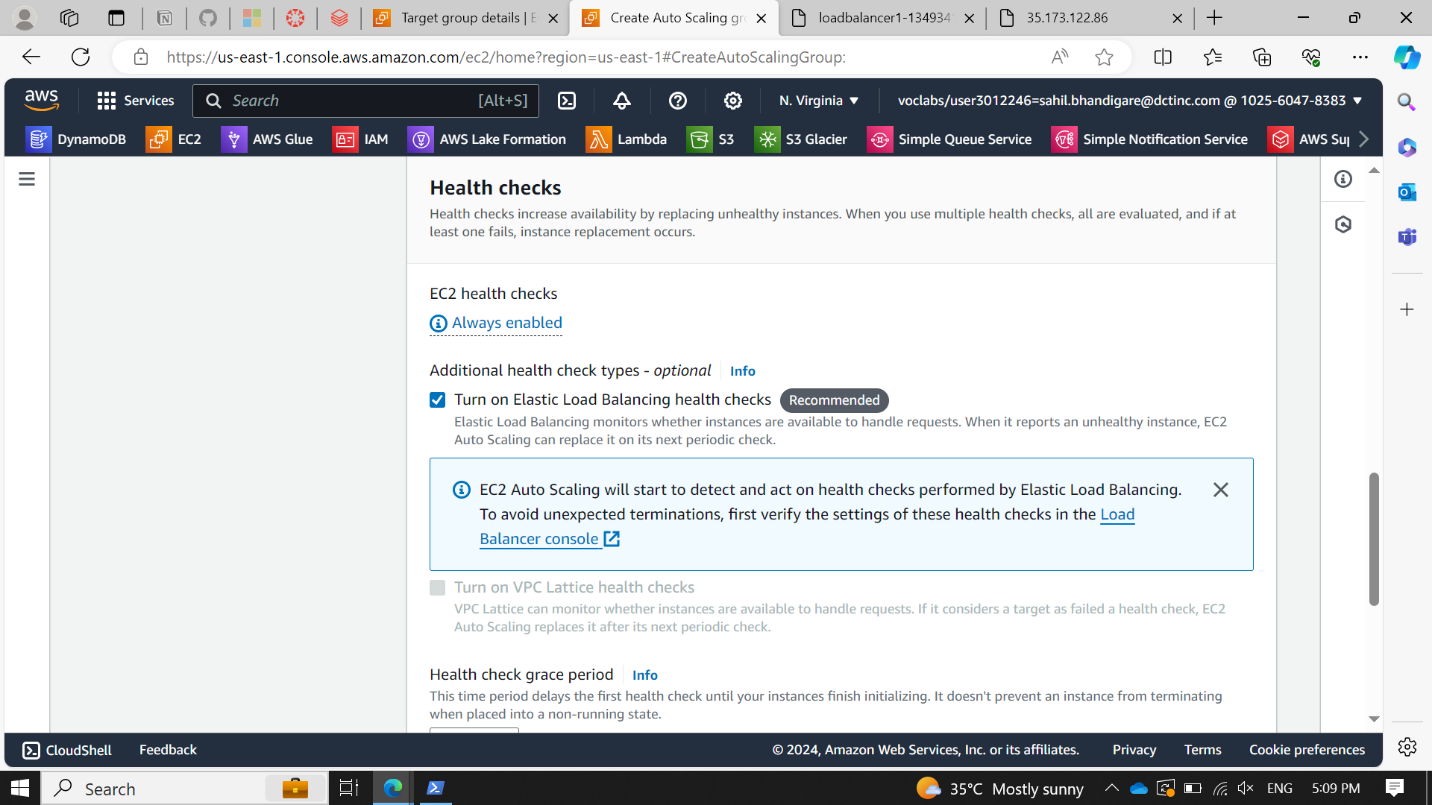 Target group details | E
Create Auto Scaling gr
loadbalancer1-134934
35.173.122.86
https://us-east-1.console.aws.amazon.com/ec2/home?region=us-east-1#CreateAutoScalingGroup:
aws
Services
Search
[Alt+S]
N. Virginia
voclabs/user3012246=sahil.bhandigare@dctinc.com @ 1025-6047-8383
DynamoDB
EC2
AWS Glue
IAM
AWS Lake Formation
Lambda
S3
S3 Glacier
Simple Queue Service
Simple Notification Service
AWS Su
Health checks
Health checks increase availability by replacing unhealthy instances. When you use multiple health checks, all are evaluated, and if at
least one fails, instance replacement occurs.
EC2 health checks
Always enabled
Additional health check types - optional
Info
Turn on Elastic Load Balancing health checks
Recommended
Elastic Load Balancing monitors whether instances are available to handle requests. When it reports an unhealthy instance, EC2
Auto Scaling can replace it on its next periodic check.
EC2 Auto Scaling will start to detect and act on health checks performed by Elastic Load Balancing.
To avoid unexpected terminations, first verify the settings of these health checks in the Load
Balancer console
Turn on VPC Lattice health checks
VPC Lattice can monitor whether instances are available to handle requests. If it considers a target as failed a health check, EC2
Auto Scaling replaces it after its next periodic check.
Health check grace period
Info
This time period delays the first health check until your instances finish initializing. It doesn't prevent an instance from terminating
when placed into a non-running state.
CloudShell
Feedback
© 2024, Amazon Web Services, Inc. or its affiliates.
Privacy
Terms
Cookie preferences
Search
35°C Mostly sunny
ENG
5:09 PM